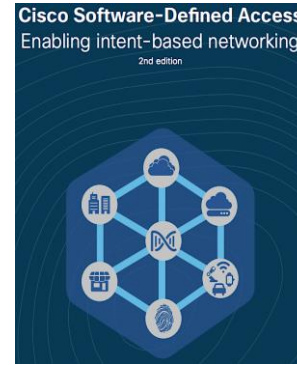 Cisco Software-Defined Access
Enabling intent-based networking
2nd edition